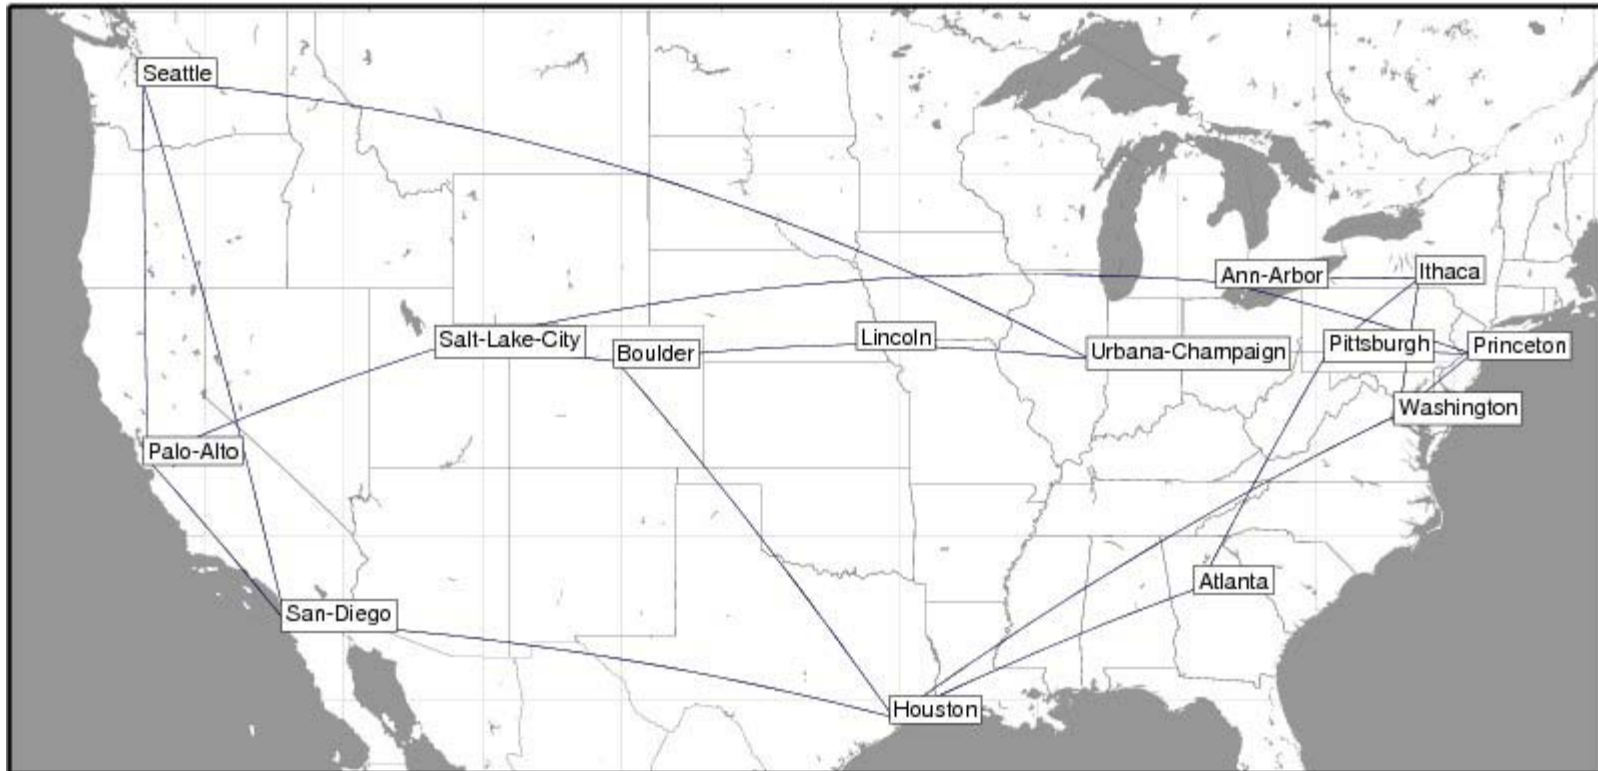 Seattle
Ann-Arbor
Ithaca
Salt-Lake-City
Boulder
Lincoln
Urbana-Champaign
Pittsburgh
Princeton
Washington
Palo-Alto
Atlanta
San-Diego
Houston